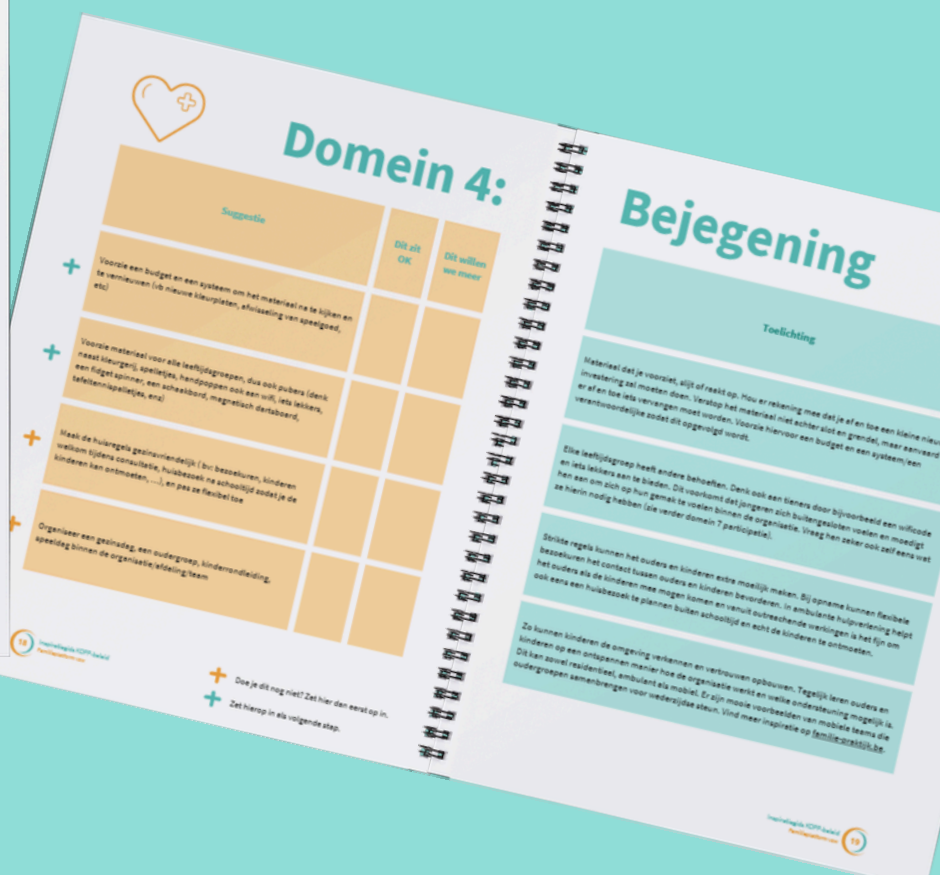 Domein 4:
Suggestie
Dit zit
OK
Dit willen
we meer
Voorzie een budget en een systeem om het materiaal na te kijken en
te vernieuwen (vb nieuwe kleurplaten, afwisseling van speelgoed,
etc)
Voorzie materiaal voor alle leeftijdsgroepen, dus ook pubers (denk
naast kleurgerij, spelletjes, handpoppen ook een wifi, iets lekkers,
een fidget spinner, een schaakbord, magnetisch dartsboard,
tafeltennispelletjes, enz)
Maak de huisregels gezinsvriendelijk ( bv: bezoekuren, kinderen
welkom tijdens consultatie, huisbezoek na schooltijd zodat je de
kinderen kan ontmoeten, ...), en pas ze flexibel toe
Organiseer een gezinsdag, een oudergroep, kinderrondleiding,
speeldag binnen de organisatie/afdeling/team
18
Inspiratiegids KOPP-beleid
Familieplatform vzw
Doe je dit nog niet? Zet hier dan eerst op in.
Zet hierop in als volgende stap.
Bejegening
Toelichting
Materiaal dat je voorziet, slijt of raakt op. Hou er rekening mee dat je af en toe een kleine
investering zal moeten doen. Verstop het materiaal niet achter slot en grendel, maar
er af en toe iets vervangen moet worden. Voorzie hiervoor een budget en een systeem/een
verantwoordelijke zodat dit opgevolgd wordt.
Elke leeftijdsgroep heeft andere behoeften. Denk ook aan tieners door bijvoorbeeld een wificode
en iets lekkers aan te bieden. Dit voorkomt dat jongeren zich buitengesloten voelen en moedigt
hen aan om zich op hun gemak te voelen binnen de organisatie. Vraag hen zeker ook zelf eens wat
ze hierin nodig hebben (zie verder domein 7 participatie).
Strikte regels kunnen het ouders en kinderen extra moeilijk maken. Bij opname kunnen flexibele
bezoekuren het contact tussen ouders en kinderen bevorderen. In ambulante hulpverlening helpt
het ouders als de kinderen mee mogen komen en vanuit outreachende werkingen is het fijn om
ook eens een huisbezoek te plannen buiten schooltijd en echt de kinderen te ontmoeten.
Zo kunnen kinderen de omgeving verkennen en vertrouwen opbouwen. Tegelijk leren ouders en
kinderen op een ontspannen manier hoe de organisatie werkt en welke ondersteuning mogelijk is.
Dit kan zowel residentieel, ambulant als mobiel. Er zijn mooie voorbeelden van mobiele teams die
oudergroepen samenbrengen voor wederzijdse steun. Vind meer inspiratie op familie-praktijk.be.
Inspiratiegids KOPP-beleid
Familieplatform vzw
19